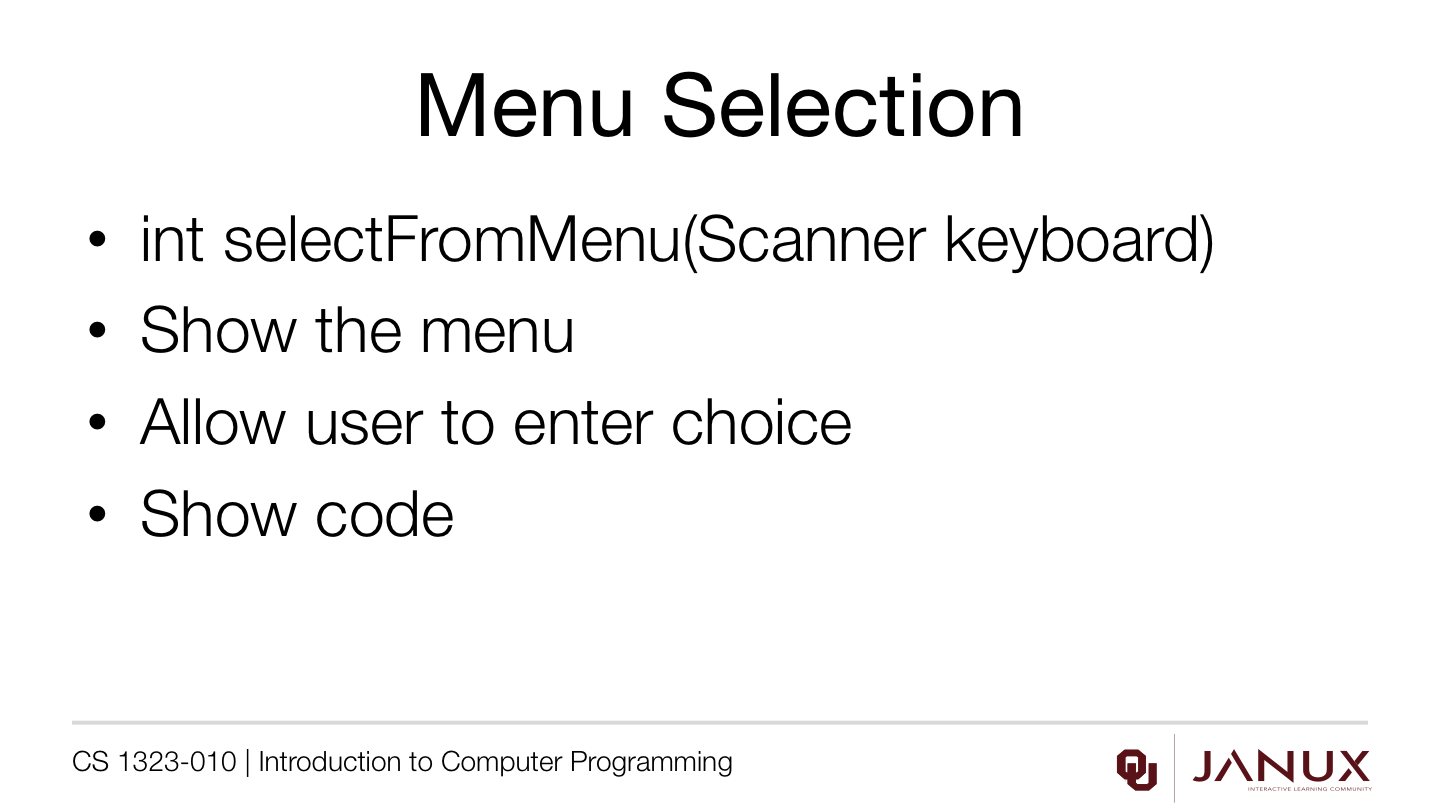 Menu Selection
• int selectFromMenu(Scanner keyboard)
• Show the menu
• Allow user to enter choice
• Show code
CS 1323-010 | Introduction to Computer Programming
OU JANUX
INTERACTIVE LEARNING COMMUNITY